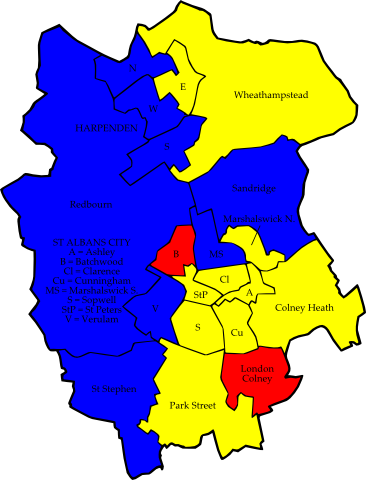 N
E
Wheathampstead
W
HARPENDEN
S
Sandridge
Redbourn
Marshalswick N
ST ALBANS CITY
A = Ashley
B = Batchwood
Cl = Clarence
Cu = Cunningham
MS = Marshalswick S
S = Sopwell
StP = St Peters
V = Verulam
B
MS
Cl
StP
A
V
Colney Heath
S
Cu
London
Colney
St Stephen
Park Street